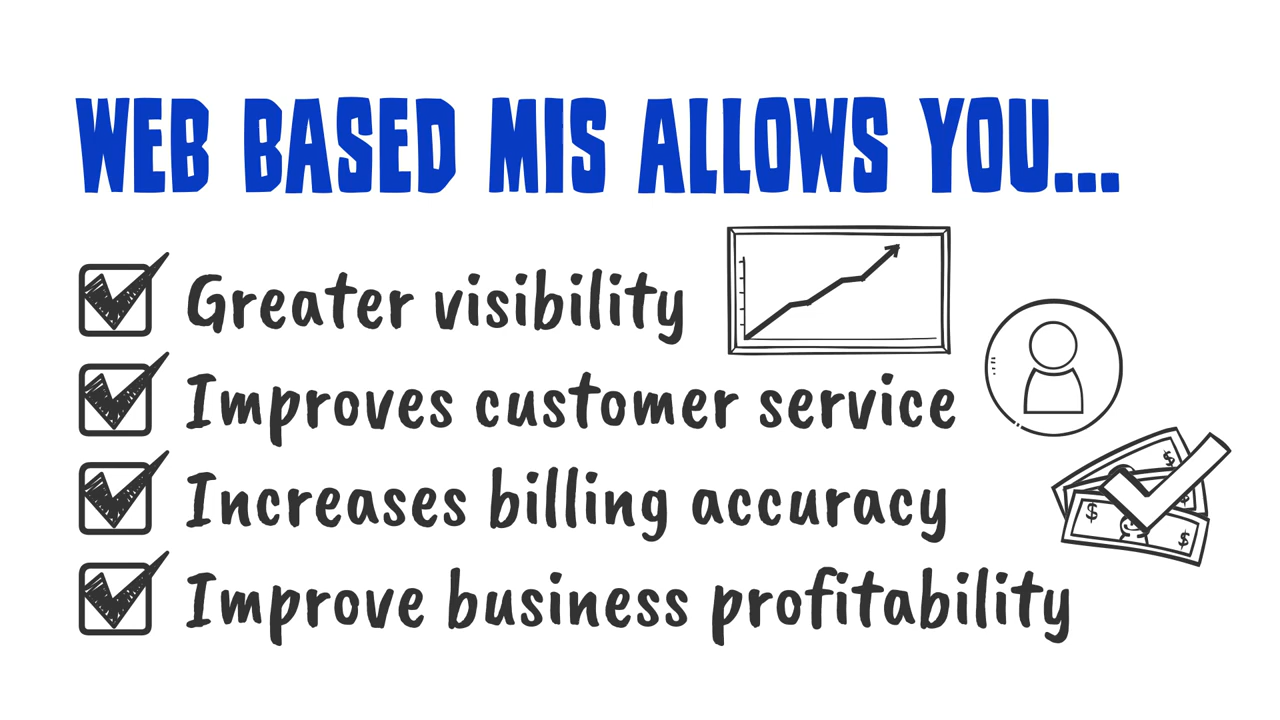 WEB BASED MIS ALLOWS YOU...
Greater visibility
Improves customer service
Increases billing accuracy
Improve business profitability
$
$
$
$